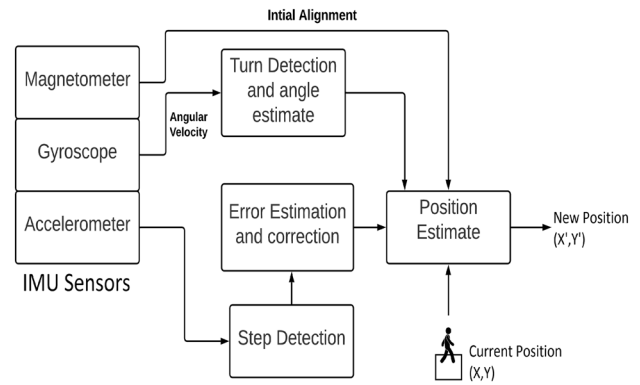 Intial Alignment
Magnetometer
Gyroscope
Accelerometer
IMU Sensors
Turn Detection
and angle
estimate
Angular
Velocity
Error Estimation
and correction
Step Detection
Position
Estimate
New Position
(X',Y')
Current Position
(X,Y)